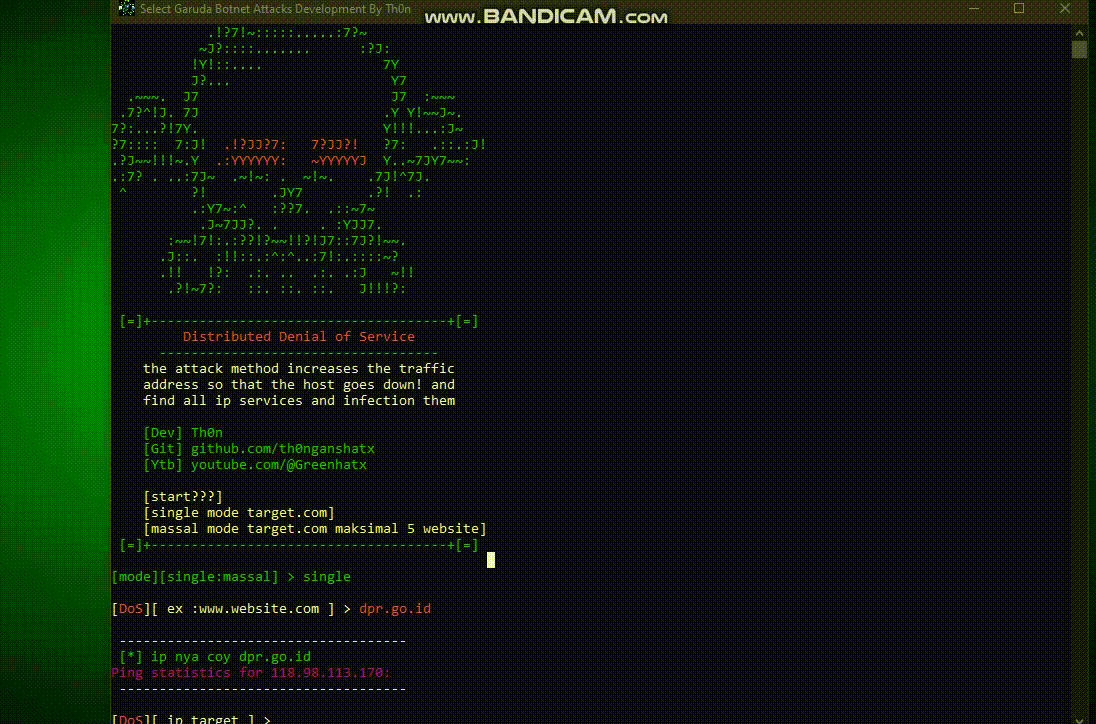 Select Garuda Botnet Attacks Development By Th0n
www.BANDICAM.com
[=]+-------------------------------------+[=]
Distributed Denial of Service
-----------------------------------
the attack method increases the traffic
address so that the host goes down! and
find all ip services and infection them
[Dev] Th0n
[Git] github.com/th0nganshatx
[Ytb] youtube.com/@Greenhatx
[start???]
[single mode target.com]
[massal mode target.com maksimal 5 website]
[=]+-------------------------------------+[=]
[mode][single:massal] > single
[DoS][ ex :www.website.com ] > dpr.go.id
------------------------------------
[*] ip nya coy dpr.go.id
Ping statistics for 118.98.113.170:
------------------------------------
[DoS][ ip target ] >